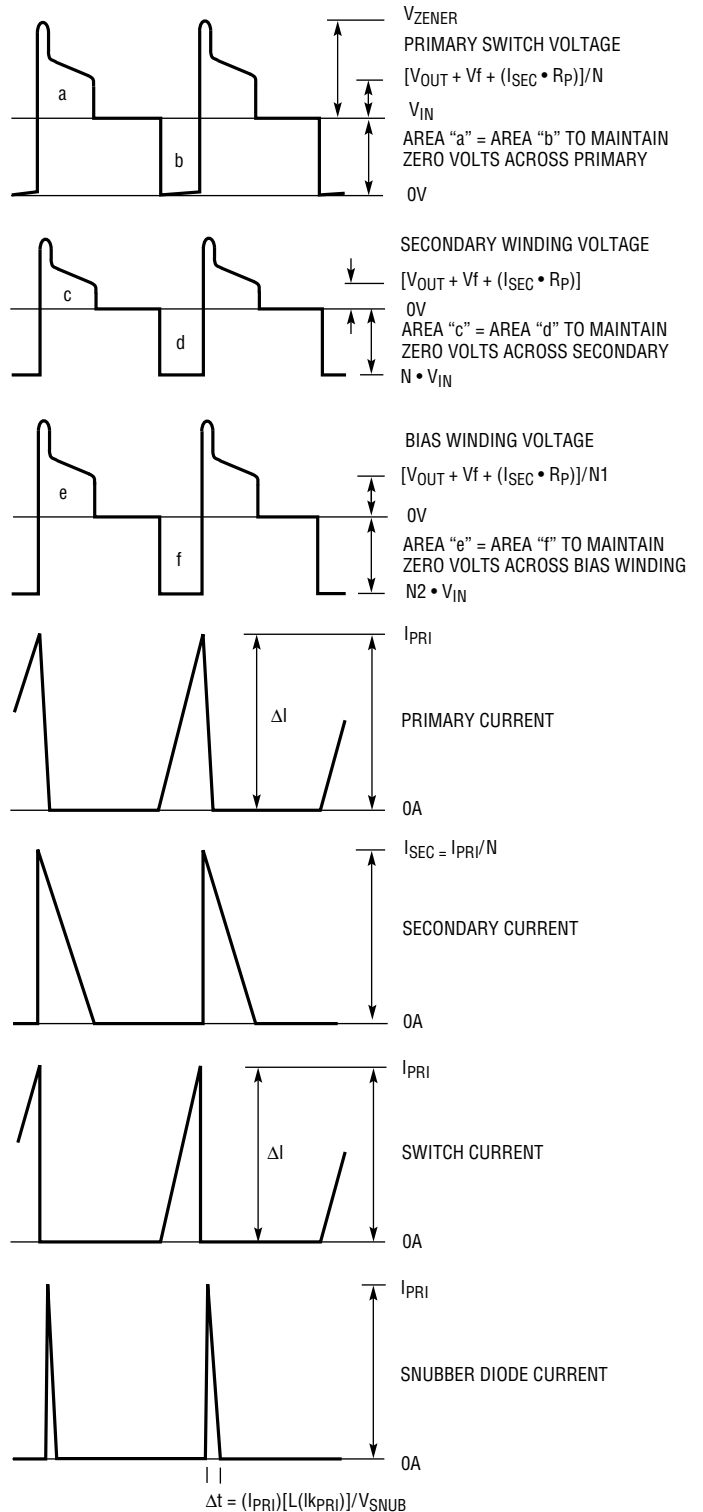 V_ZENER
PRIMARY SWITCH VOLTAGE
[V_OUT + Vf + (I_SEC • R_P)]/N
a
V_IN
AREA “a” = AREA “b” TO MAINTAIN
b
ZERO VOLTS ACROSS PRIMARY
0V
SECONDARY WINDING VOLTAGE
[V_OUT + Vf + (I_SEC • R_P)]
c
0V
AREA “c” = AREA “d” TO MAINTAIN
d
ZERO VOLTS ACROSS SECONDARY
N • V_IN
BIAS WINDING VOLTAGE
[V_OUT + Vf + (I_SEC • R_P)]/N1
e
0V
AREA “e” = AREA “f” TO MAINTAIN
f
ZERO VOLTS ACROSS BIAS WINDING
N2 • V_IN
I_PRI
ΔI
PRIMARY CURRENT
0A
I_SEC = I_PRI/N
SECONDARY CURRENT
0A
I_PRI
ΔI
SWITCH CURRENT
0A
I_PRI
SNUBBER DIODE CURRENT
0A
Δt = (I_PRI)[L(lk_PRI)]/V_SNUB